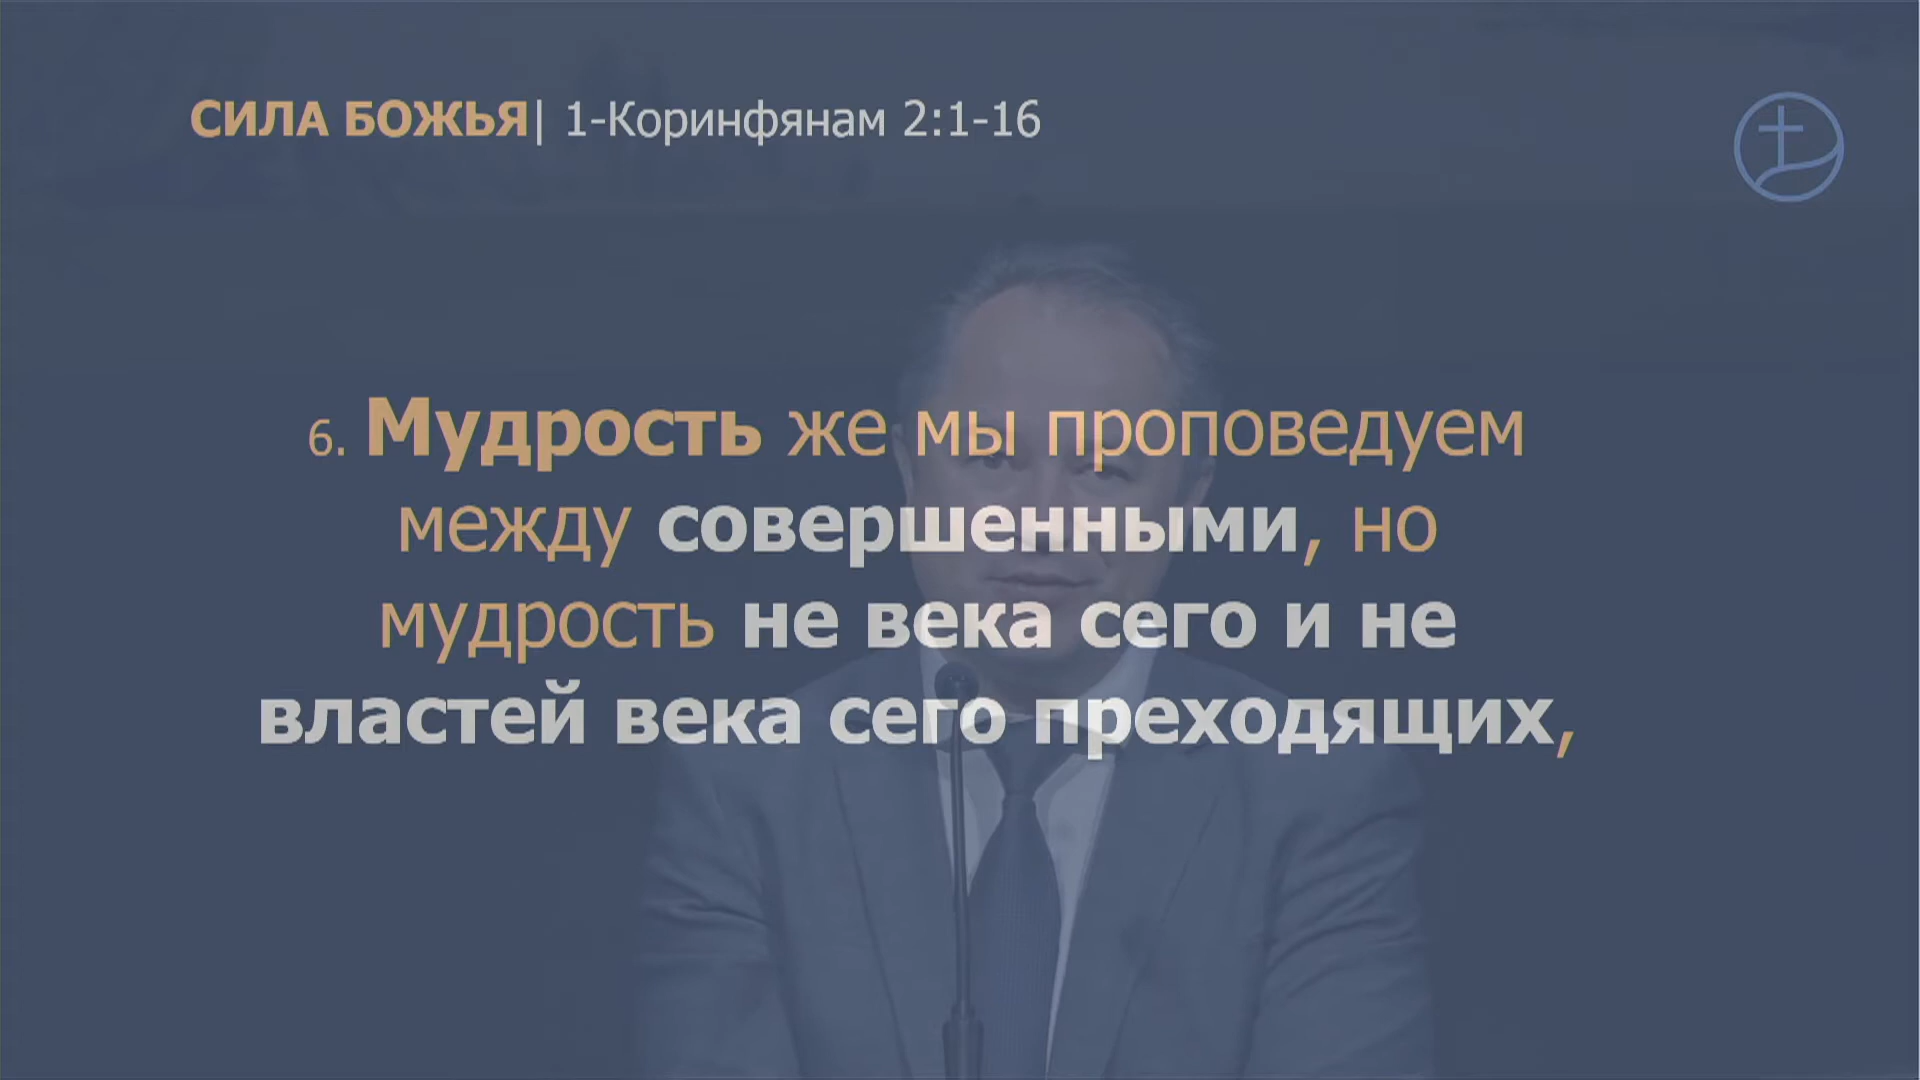 СИЛА БОЖЬЯ| 1-Коринфянам 2:1-16
6. Мудрость же мы проповедуем
между совершенными, но
мудрость не века сего и не
властей века сего преходящих,